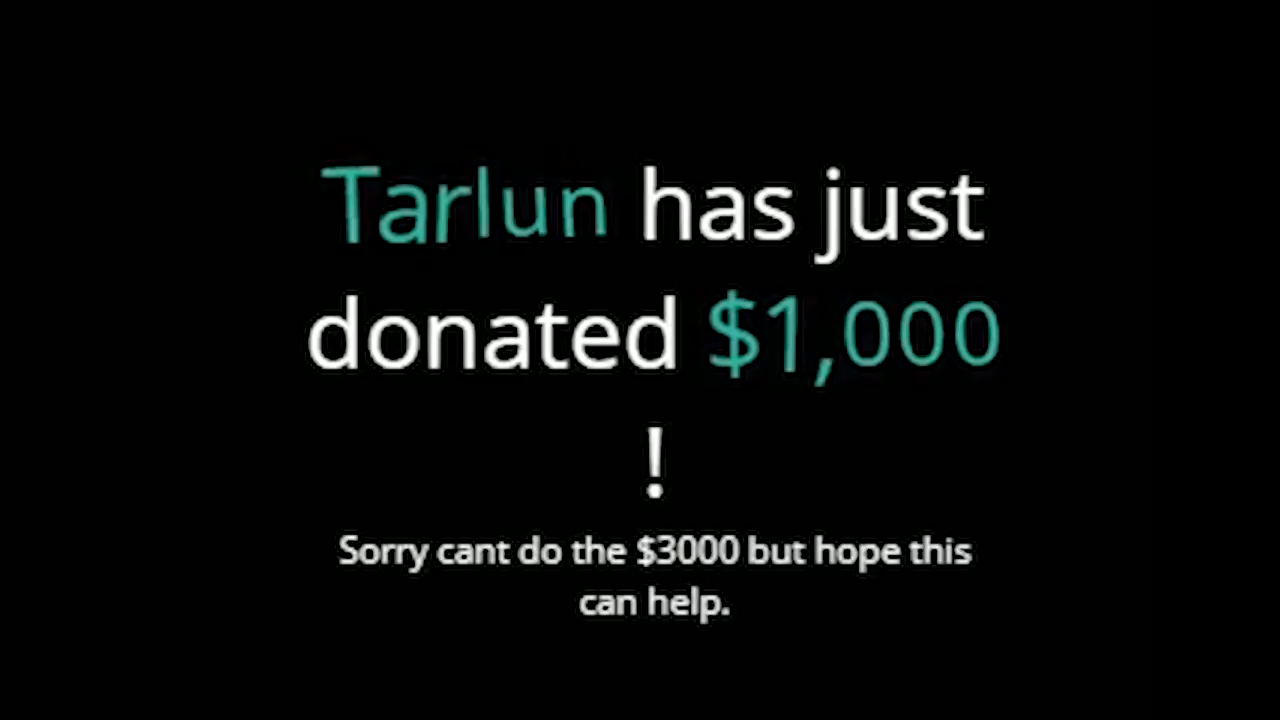 Tarlun has just
donated $1,000
!
Sorry cant do the $3000 but hope this
can help.